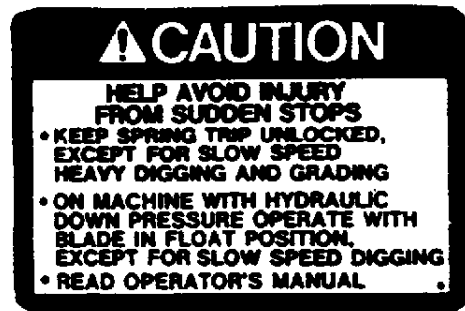 CAUTION
HELP AVOID INJURY
FROM SUDDEN STOPS
• KEEP SPRING TRIP UNLOCKED,
EXCEPT FOR SLOW SPEED
HEAVY DIGGING AND GRADING
• ON MACHINE WITH HYDRAULIC
DOWN PRESSURE OPERATE WITH
BLADE IN FLOAT POSITION,
EXCEPT FOR SLOW SPEED DIGGING
• READ OPERATOR'S MANUAL